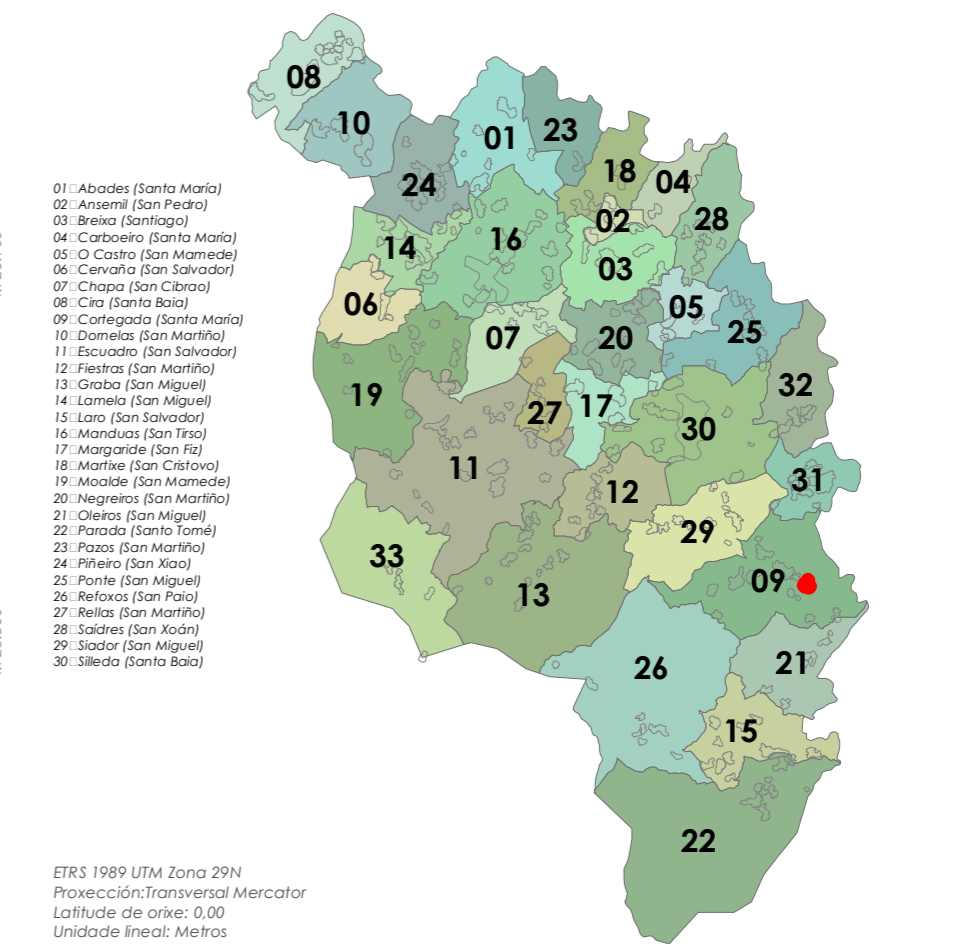 08
10
01
23
18
04
24
02
28
16
14
03
06
05
07
20
25
19
32
27
17
30
11
12
31
29
33
13
09
26
21
15
22
01 Abades (Santa María)
02 Ansemil (San Pedro)
03 Breixa (Santiago)
04 Carboeiro (Santa María)
05 O Castro (San Mamede)
06 Cervaña (San Salvador)
07 Chapa (San Cibrao)
08 Cira (Santa Baia)
09 Cortegada (Santa María)
10 Dornelas (San Martiño)
11 Escuadro (San Salvador)
12 Fiestras (San Martiño)
13 Graba (San Miguel)
14 Lamela (San Miguel)
15 Laro (San Salvador)
16 Manduas (San Tirso)
17 Margaride (San Fiz)
18 Martixe (San Cristovo)
19 Moalde (San Mamede)
20 Negreiros (San Martiño)
21 Oleiros (San Miguel)
22 Parada (Santo Tomé)
23 Pazos (San Martiño)
24 Piñeiro (San Xiao)
25 Ponte (San Miguel)
26 Refoxos (San Paio)
27 Rellas (San Martiño)
28 Saídres (San Xoán)
29 Siador (San Miguel)
30 Silleda (Santa Baia)
ETRS 1989 UTM Zona 29N
Proxección:Transversal Mercator
Latitude de orixe: 0,00
Unidade lineal: Metros